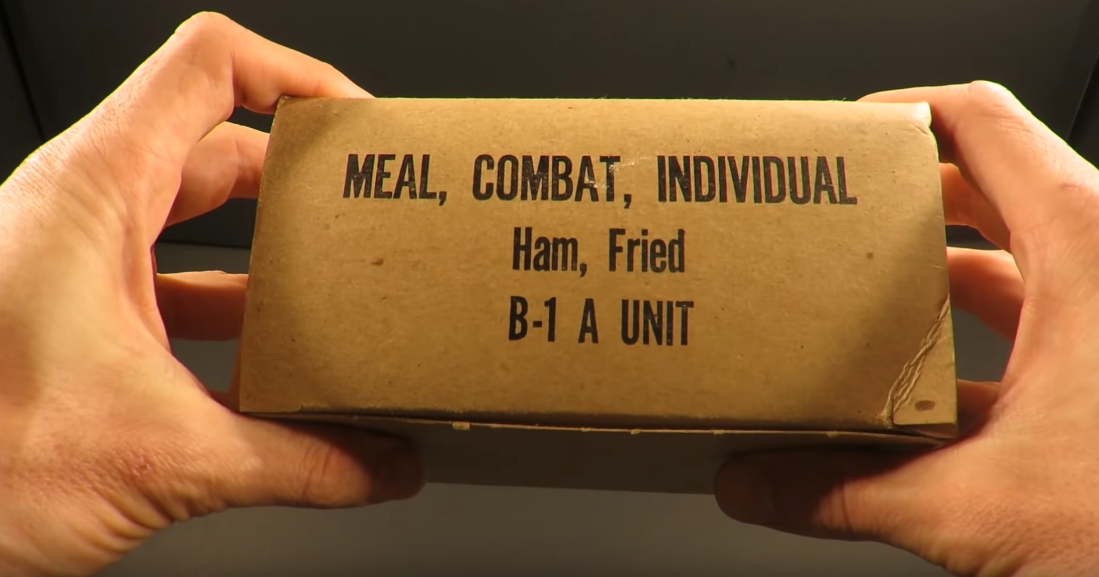 MEAL, COMBAT, INDIVIDUAL
Ham, Fried
B-1 A UNIT